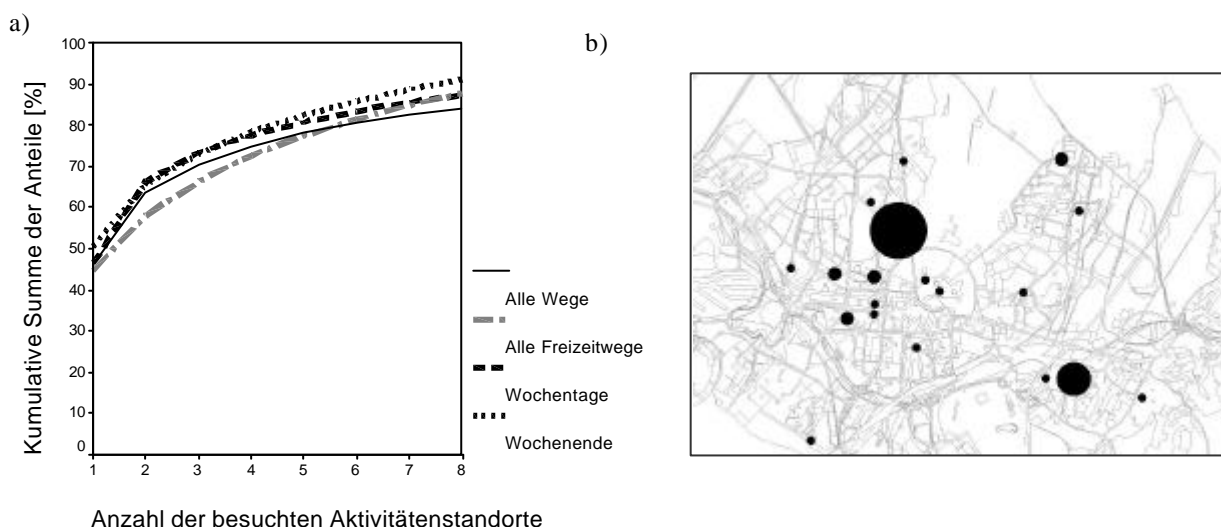 a)
b)
Kumulative Summe der Anteile [%]
100
90
80
70
60
50
40
30
20
10
0
1 2 3 4 5 6 7 8
Anzahl der besuchten Aktivitätenstandorte
Alle Wege
Alle Freizeitwege
Wochentage
Wochenende